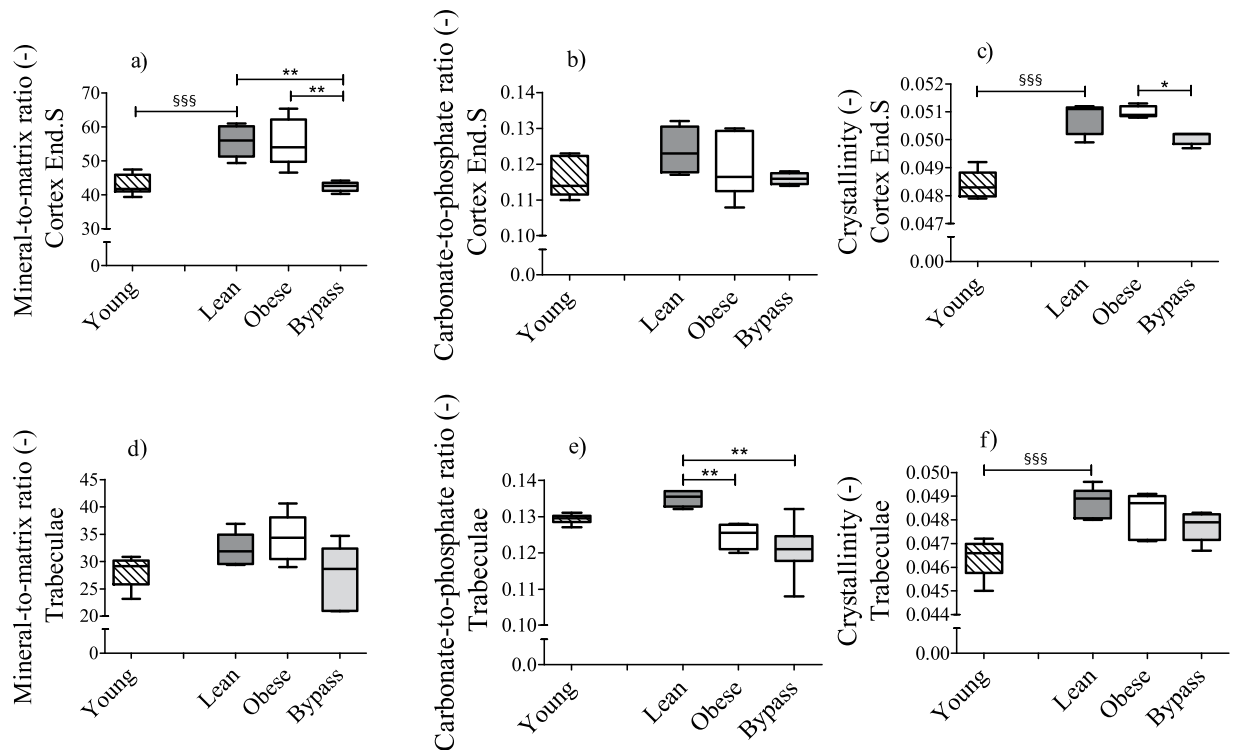 a)
Mineral-to-matrix ratio (-)
Cortex End.S
70
60
50
40
30
0
§§§
**
**
Young
Lean
Obese
Bypass
b)
Carbonate-to-phosphate ratio (-)
Cortex End.S
0.14
0.13
0.12
0.11
0.10
0.0
Young
Lean
Obese
Bypass
c)
Crystallinity (-)
Cortex End.S
0.052
0.051
0.050
0.049
0.048
0.047
0.00
§§§
*
Young
Lean
Obese
Bypass
d)
Mineral-to-matrix ratio (-)
Trabeculae
45
40
35
30
25
20
0
Young
Lean
Obese
Bypass
e)
Carbonate-to-phosphate ratio (-)
Trabeculae
0.14
0.13
0.12
0.11
0.10
0.0
**
**
Young
Lean
Obese
Bypass
f)
Crystallinity (-)
Trabeculae
0.050
0.049
0.048
0.047
0.046
0.045
0.044
0.00
§§§
Young
Lean
Obese
Bypass